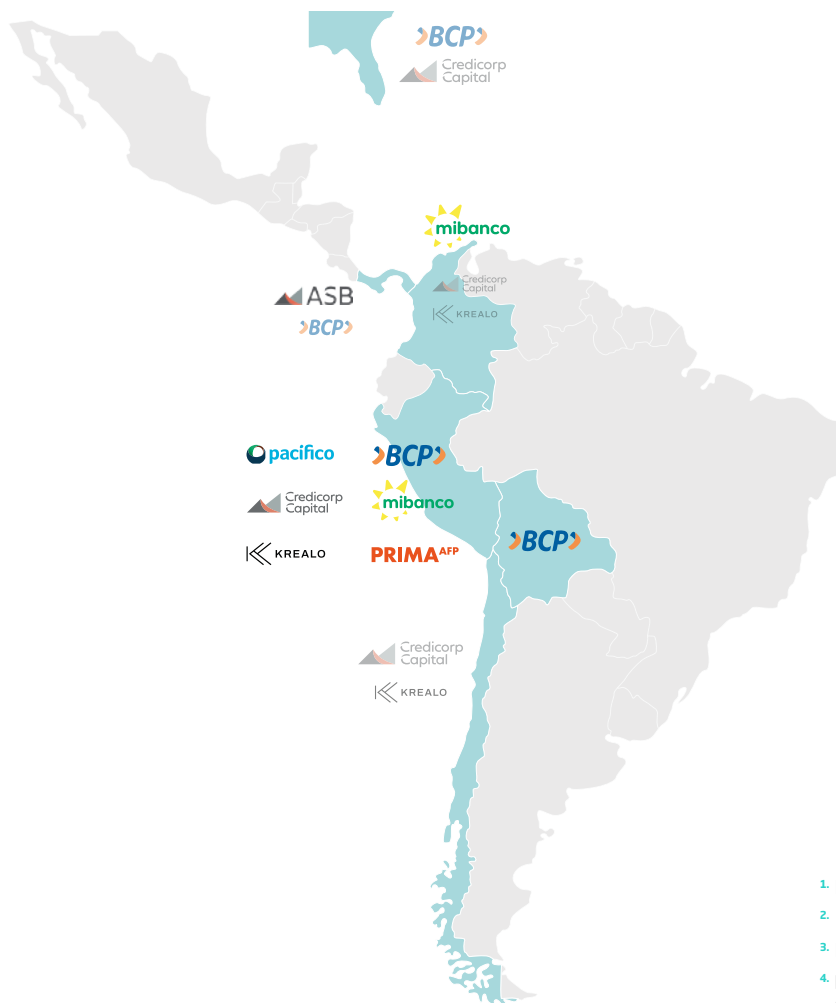 BCP
Credicorp
Capital
mibanco
Credicorp
Capital
KREALO
ASB
BCP
pacifico
BCP
Credicorp
Capital
mibanco
KREALO
PRIMA AFP
BCP
Credicorp
Capital
KREALO
1.
2.
3.
4.